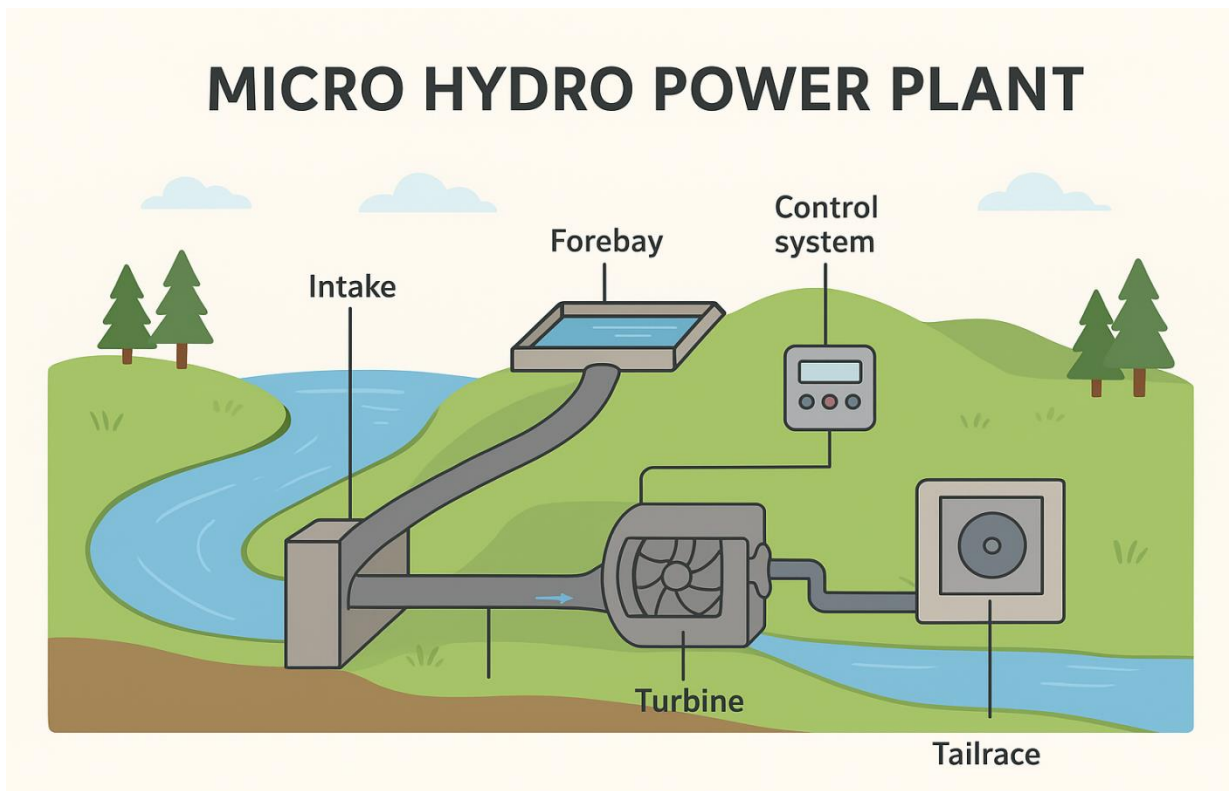 MICRO HYDRO POWER PLANT
Control
system
Forebay
Intake
Turbine
Tailrace